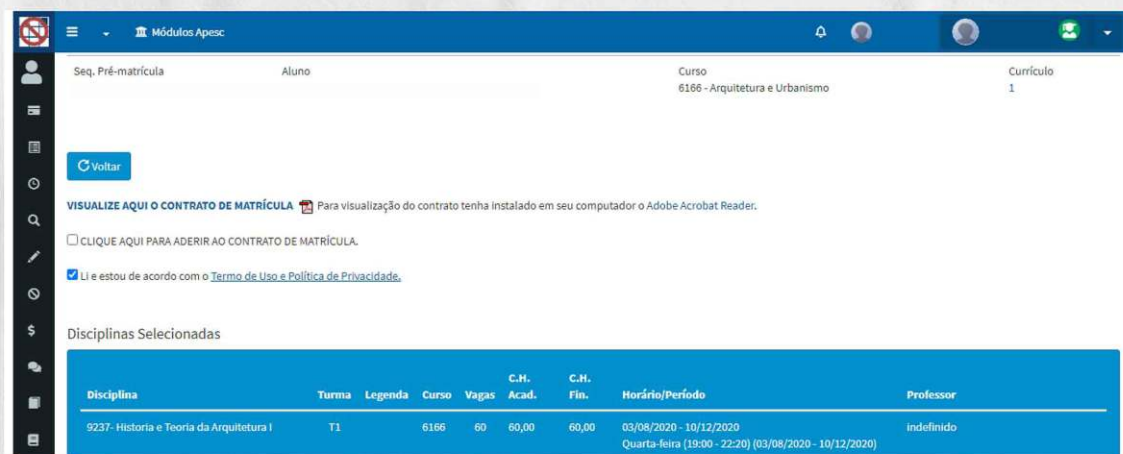 Módulos Apesc
Seq. Pré-matrícula Aluno Curso Currículo
6166 - Arquitetura e Urbanismo 1
Voltar
VISUALIZE AQUI O CONTRATO DE MATRÍCULA Para visualização do contrato tenha instalado em seu computador o Adobe Acrobat Reader.
CLIQUE AQUI PARA ADERIR AO CONTRATO DE MATRÍCULA.
Li e estou de acordo com o Termo de Uso e Política de Privacidade.
Disciplinas Selecionadas
Disciplina Turma Legenda Curso Vagas C.H. Acad. C.H. Fin. Horário/Período Professor
9237- Historia e Teoria da Arquitetura I T1 6166 60 60,00 60,00 03/08/2020 - 10/12/2020 indefinido
Quarta-feira (19:00 - 22:20) (03/08/2020 - 10/12/2020)